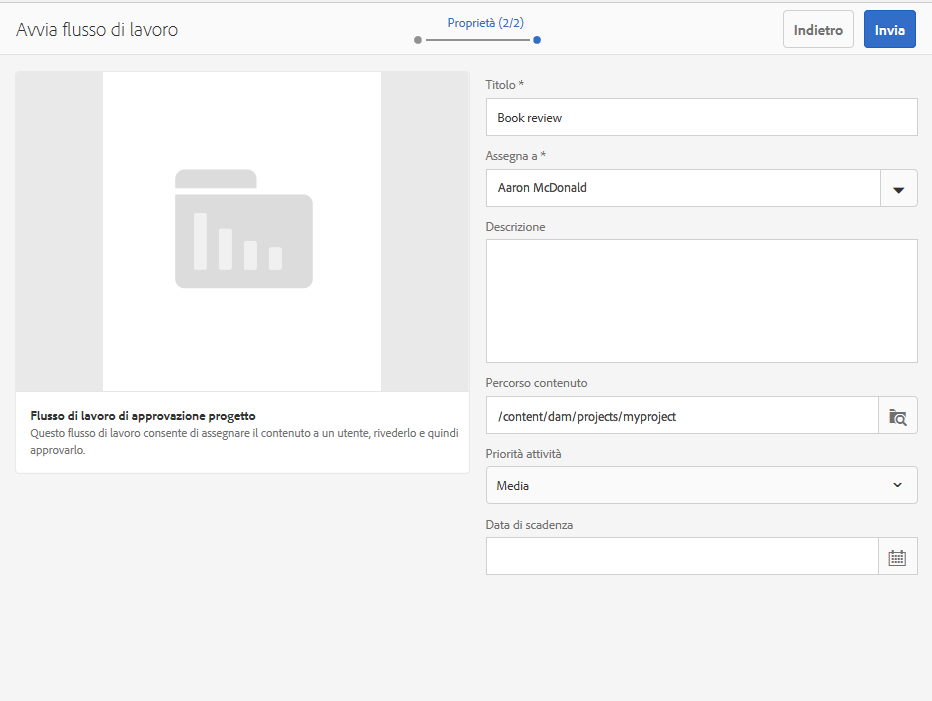 Avvia flusso di lavoro
Proprietà (2/2)
Indietro
Invia
Titolo *
Book review
Assegna a *
Aaron McDonald
Descrizione
Percorso contenuto
/content/dam/projects/myproject
Priorità attività
Media
Data di scadenza
Flusso di lavoro di approvazione progetto
Questo flusso di lavoro consente di assegnare il contenuto a un utente, rivederlo e quindi
approvarlo.